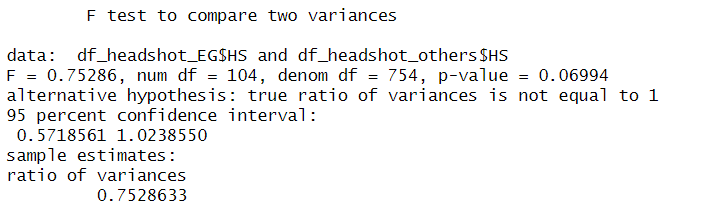 F test to compare two variances
data:  df_headshot_EG$HS and df_headshot_others$HS
F = 0.75286, num df = 104, denom df = 754, p-value = 0.06994
alternative hypothesis: true ratio of variances is not equal to 1
95 percent confidence interval:
0.5718561 1.0238550
sample estimates:
ratio of variances
0.7528633